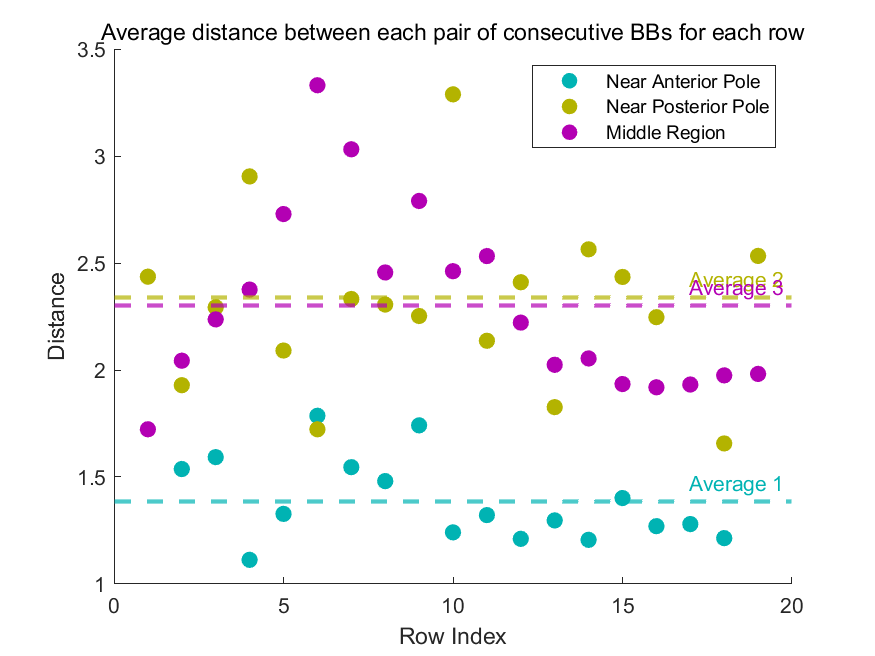 Average distance between each pair of consecutive BBs for each row
3.5
3
2.5
2
1.5
1
Distance
Near Anterior Pole
Near Posterior Pole
Middle Region
Average 2
Average 3
Average 1
0
5
10
15
20
Row Index